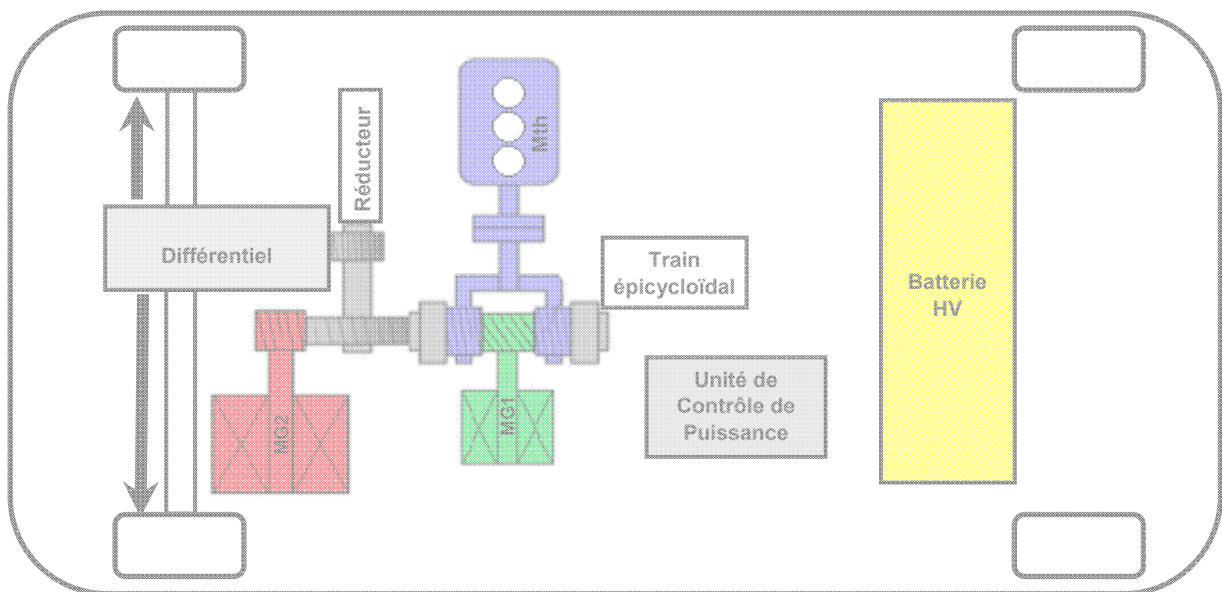 Réducteur
Mth
Différentiel
Train
épicycloïdal
Batterie
HV
Unité de
Contrôle de
Puissance
MG2
MG1